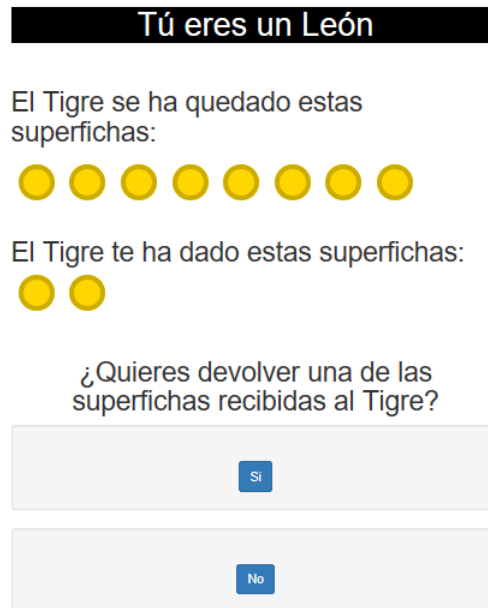 Tú eres un León
El Tigre se ha quedado estas
superfichas:
El Tigre te ha dado estas superfichas:
¿Quieres devolver una de las
superfichas recibidas al Tigre?
Si
No